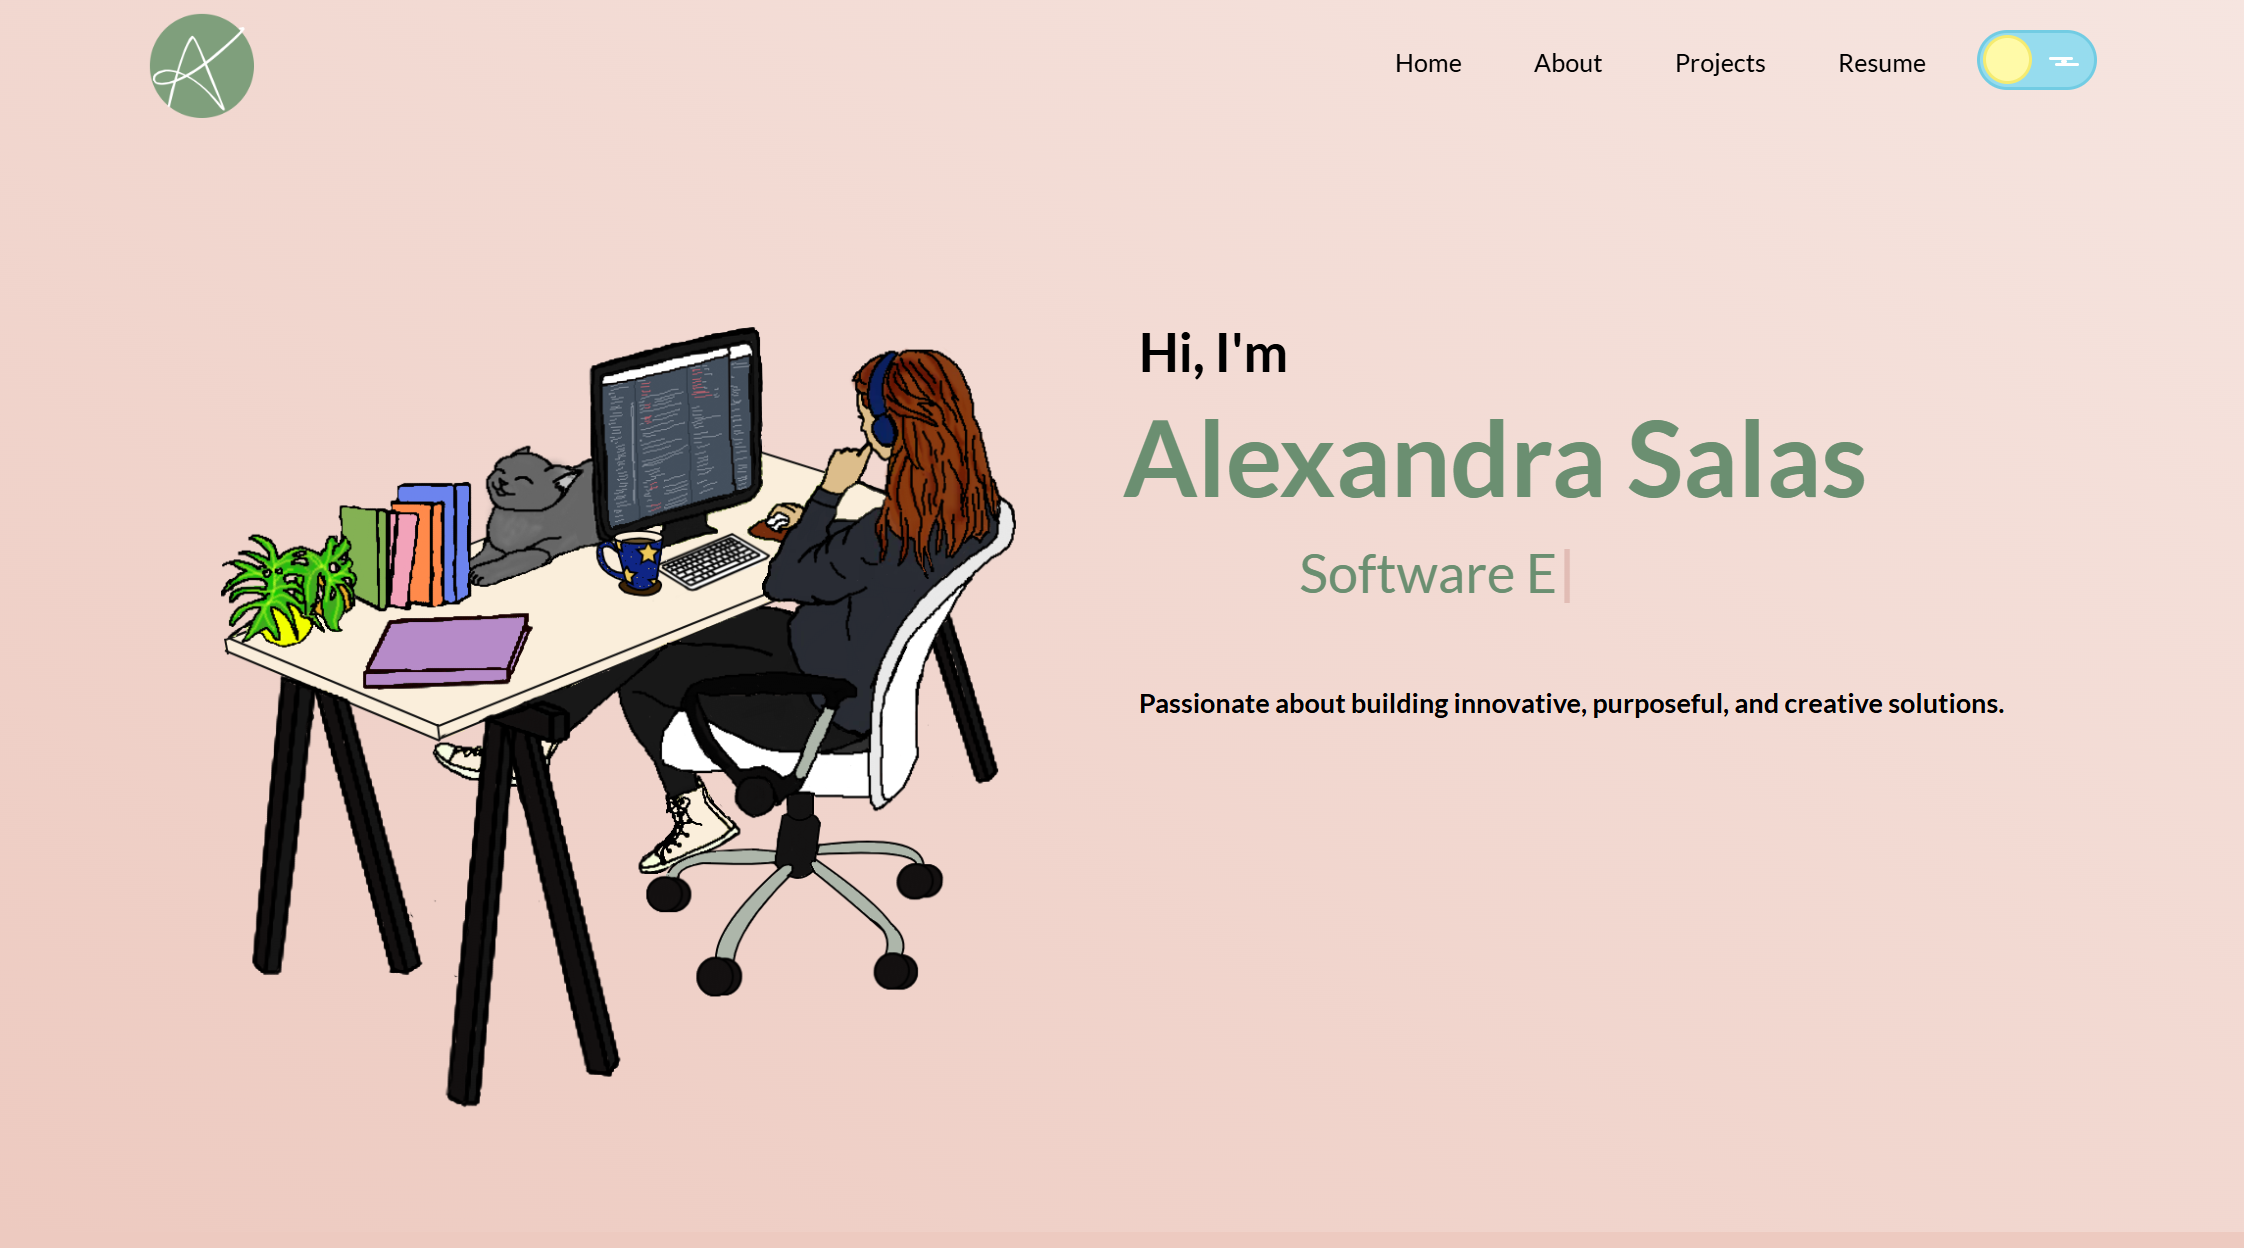 Home About Projects Resume
Hi, I'm
Alexandra Salas
Software E
Passionate about building innovative, purposeful, and creative solutions.